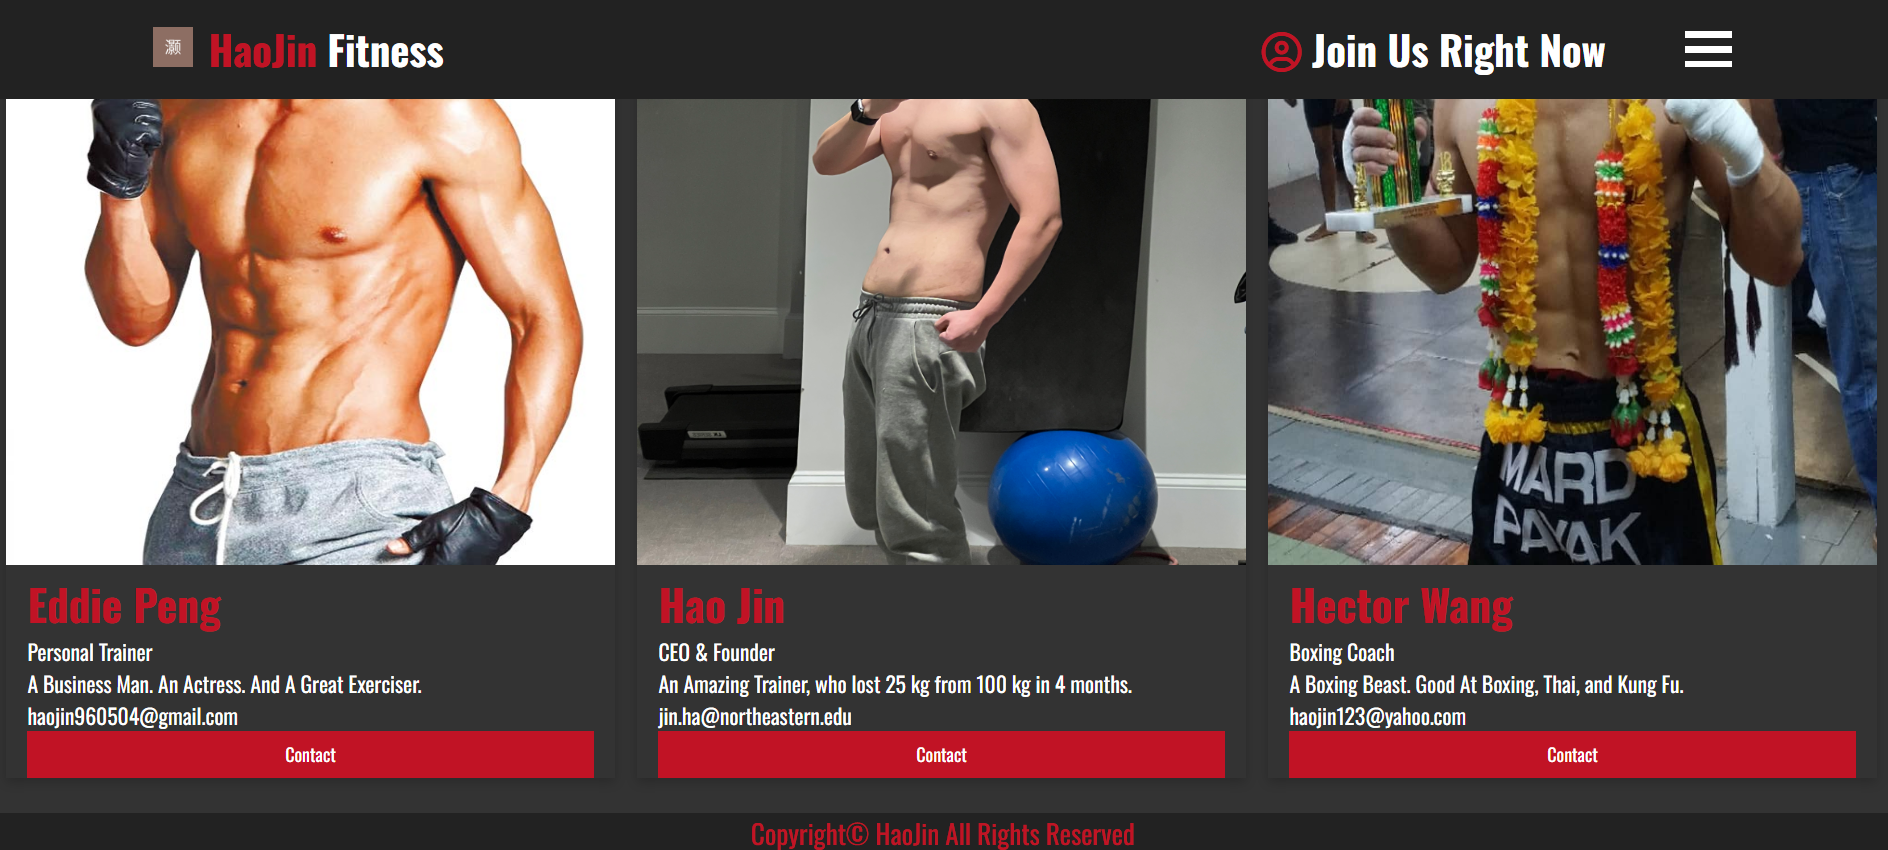 灏
HaoJin Fitness
Join Us Right Now
MARD
PAYAK
Eddie Peng
Personal Trainer
A Business Man. An Actress. And A Great Exerciser.
haojin960504@gmail.com
Contact
Hao Jin
CEO & Founder
An Amazing Trainer, who lost 25 kg from 100 kg in 4 months.
jin.ha@northeastern.edu
Contact
Hector Wang
Boxing Coach
A Boxing Beast. Good At Boxing, Thai, and Kung Fu.
haojin123@yahoo.com
Contact
Copyright© HaoJin All Rights Reserved